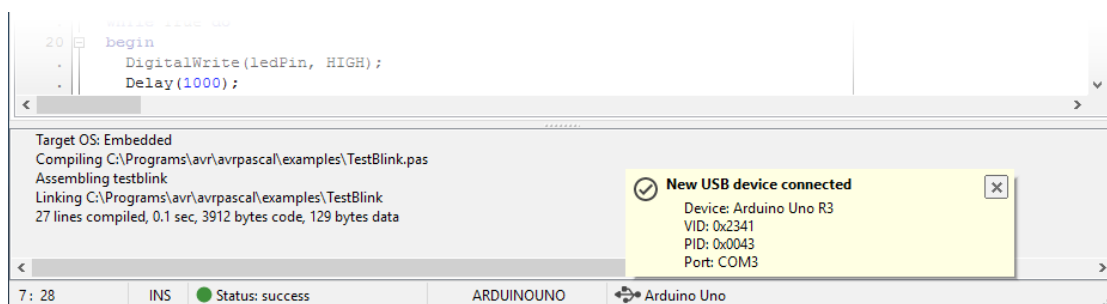 20 begin
DigitalWrite(ledPin, HIGH);
Delay(1000);
Target OS: Embedded
Compiling C:\Programs\avr\avrpascal\examples\TestBlink.pas
Assembling testblink
Linking C:\Programs\avr\avrpascal\examples\TestBlink
27 lines compiled, 0.1 sec, 3912 bytes code, 129 bytes data
New USB device connected
Device: Arduino Uno R3
VID: 0x2341
PID: 0x0043
Port: COM3
7: 28 INS Status: success ARDUINOUNO Arduino Uno